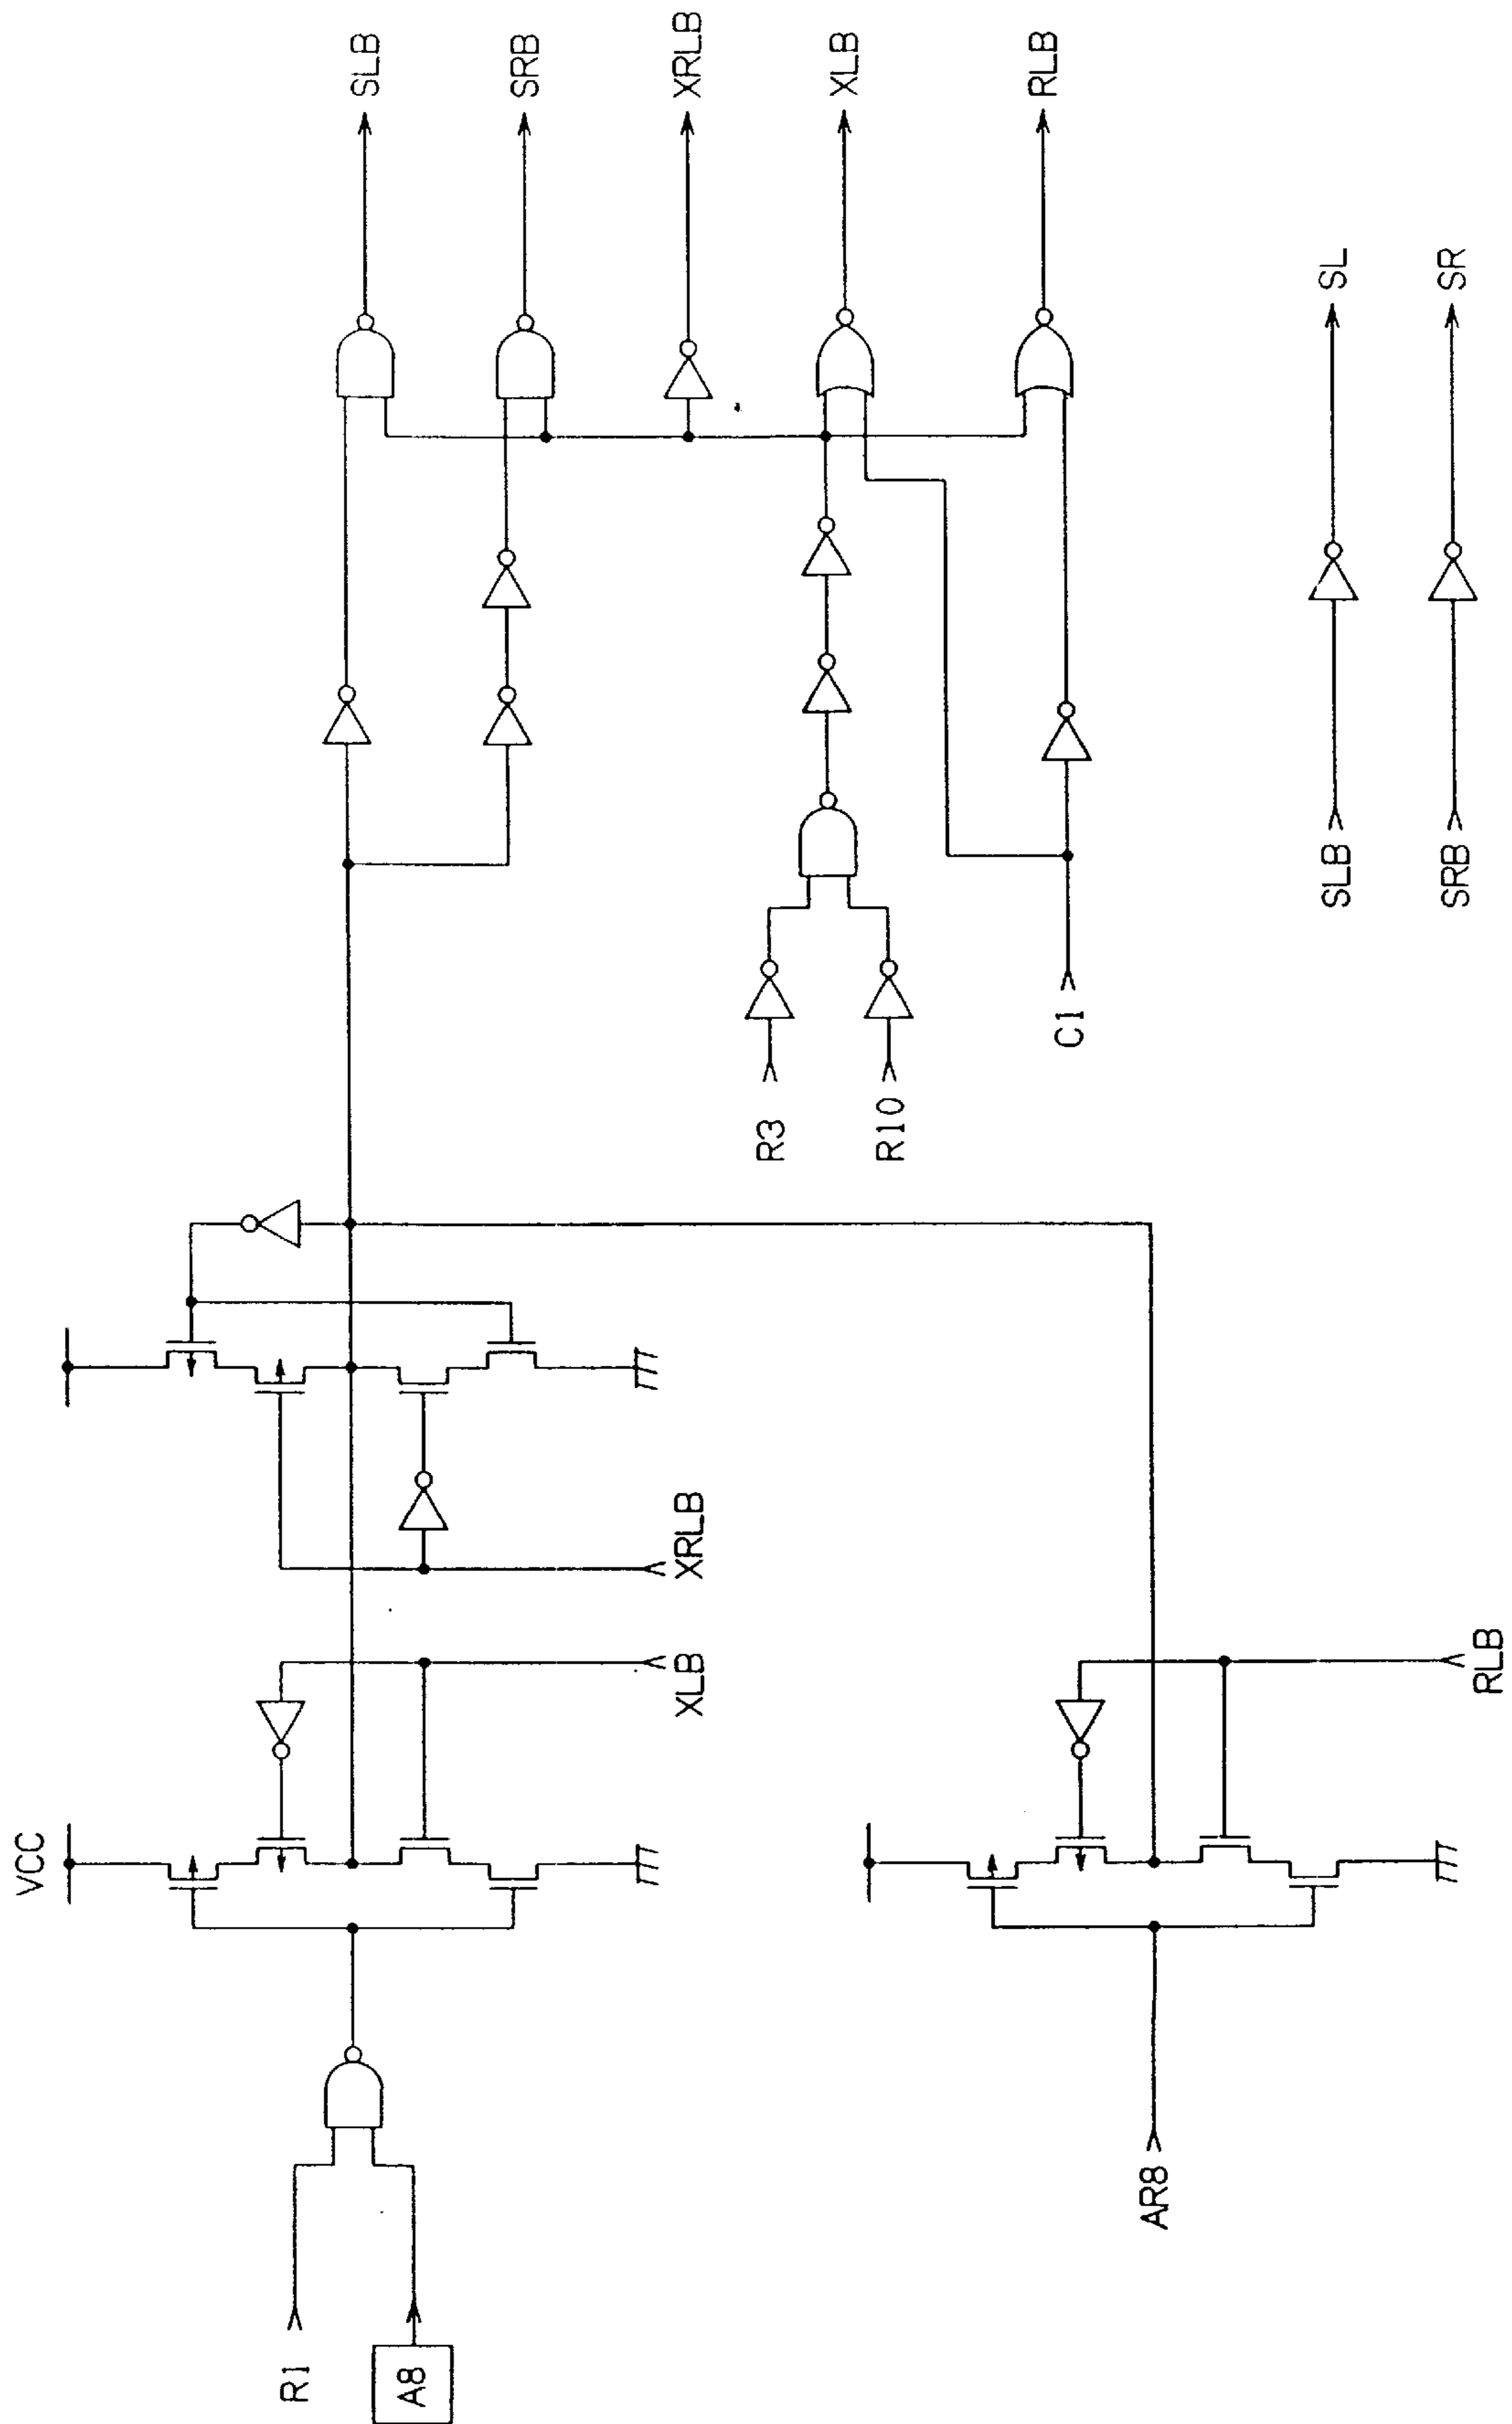 SLB
SRB
XRLB
XLB
RLB
SL
SR
SLB
SRB
C1
R3
R10
XRLB
XLB
RLB
VCC
AR8
R1
A8